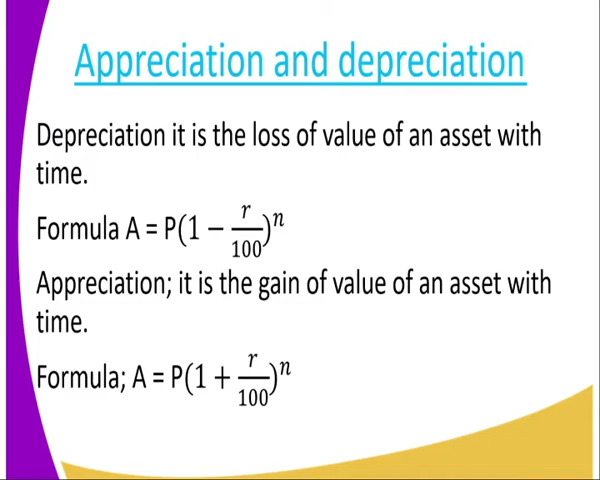 Appreciation and depreciation
Depreciation it is the loss of value of an asset with
time.
Formula A = P(1 − r/100)^n
Appreciation; it is the gain of value of an asset with
time.
Formula; A = P(1 + r/100)^n